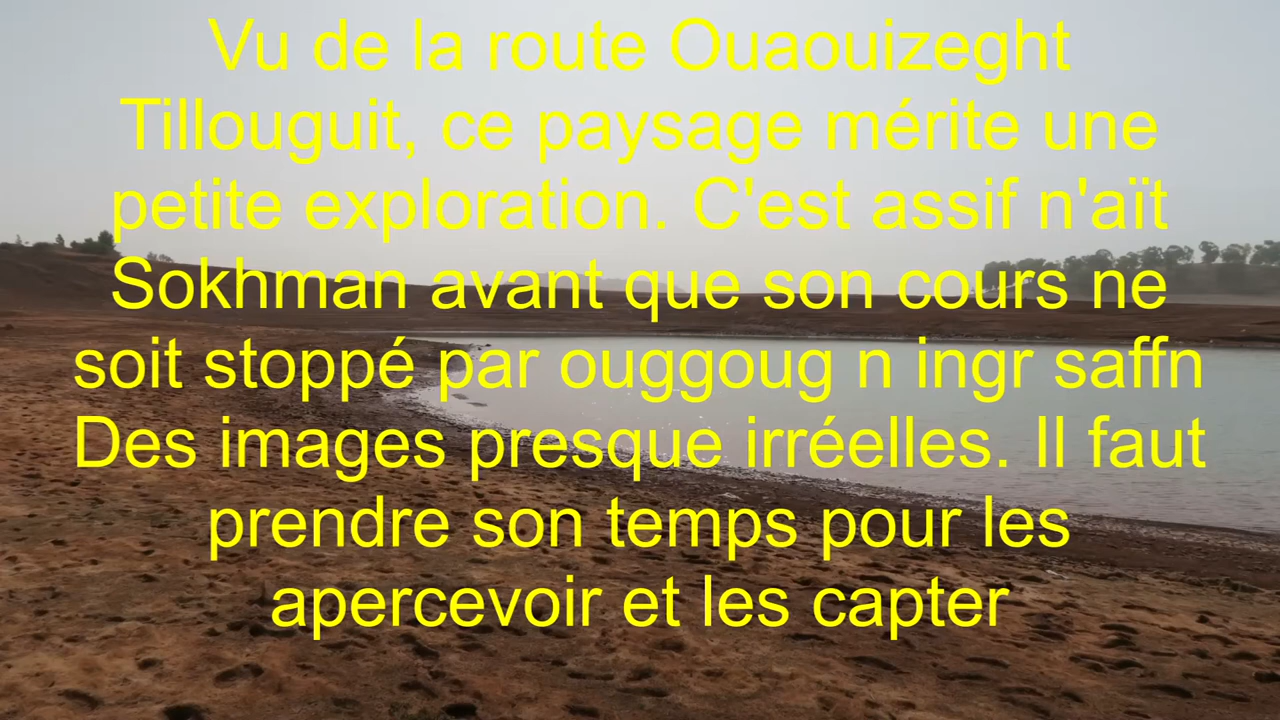 Vu de la route Ouaouizeght
Tillouguit, ce paysage mérite une
petite exploration. C'est assif n'aït
Sokhman avant que son cours ne
soit stoppé par ouggoug n ingr saffn
Des images presque irréelles. Il faut
prendre son temps pour les
apercevoir et les capter